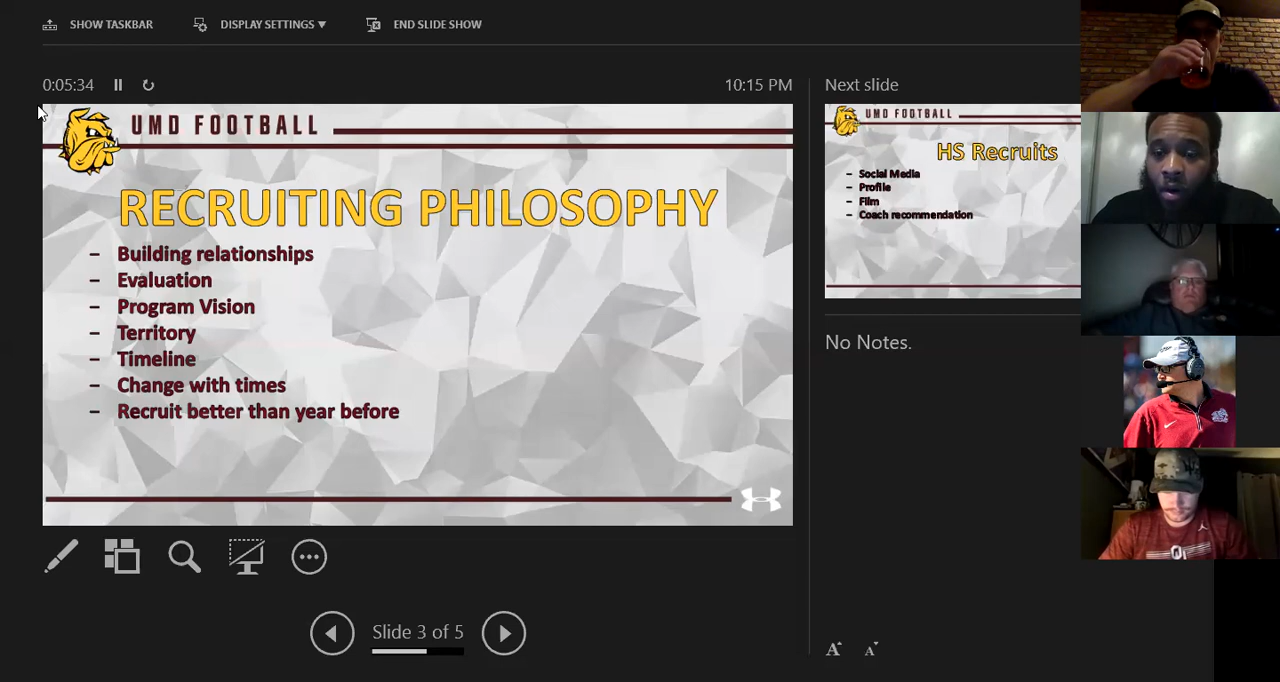 SHOW TASKBAR
DISPLAY SETTINGS ▼
END SLIDE SHOW
0:05:34
10:15 PM
Next slide
UMD FOOTBALL
RECRUITING PHILOSOPHY
– Building relationships
– Evaluation
– Program Vision
– Territory
– Timeline
– Change with times
– Recruit better than year before
UMD FOOTBALL
HS Recruits
– Social Media
– Profile
– Film
– Coach recommendation
No Notes.
Slide 3 of 5
A A